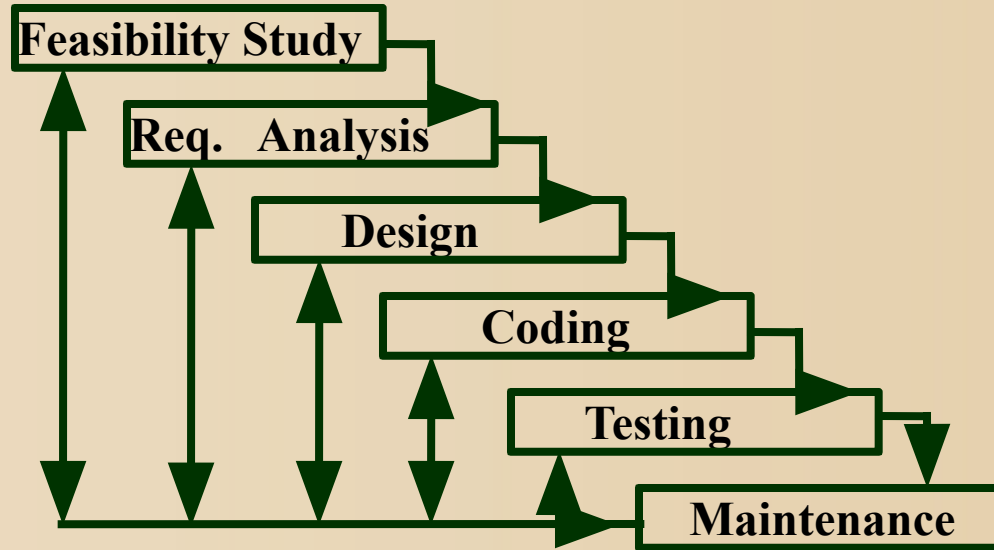 Feasibility Study
Req. Analysis
Design
Coding
Testing
Maintenance